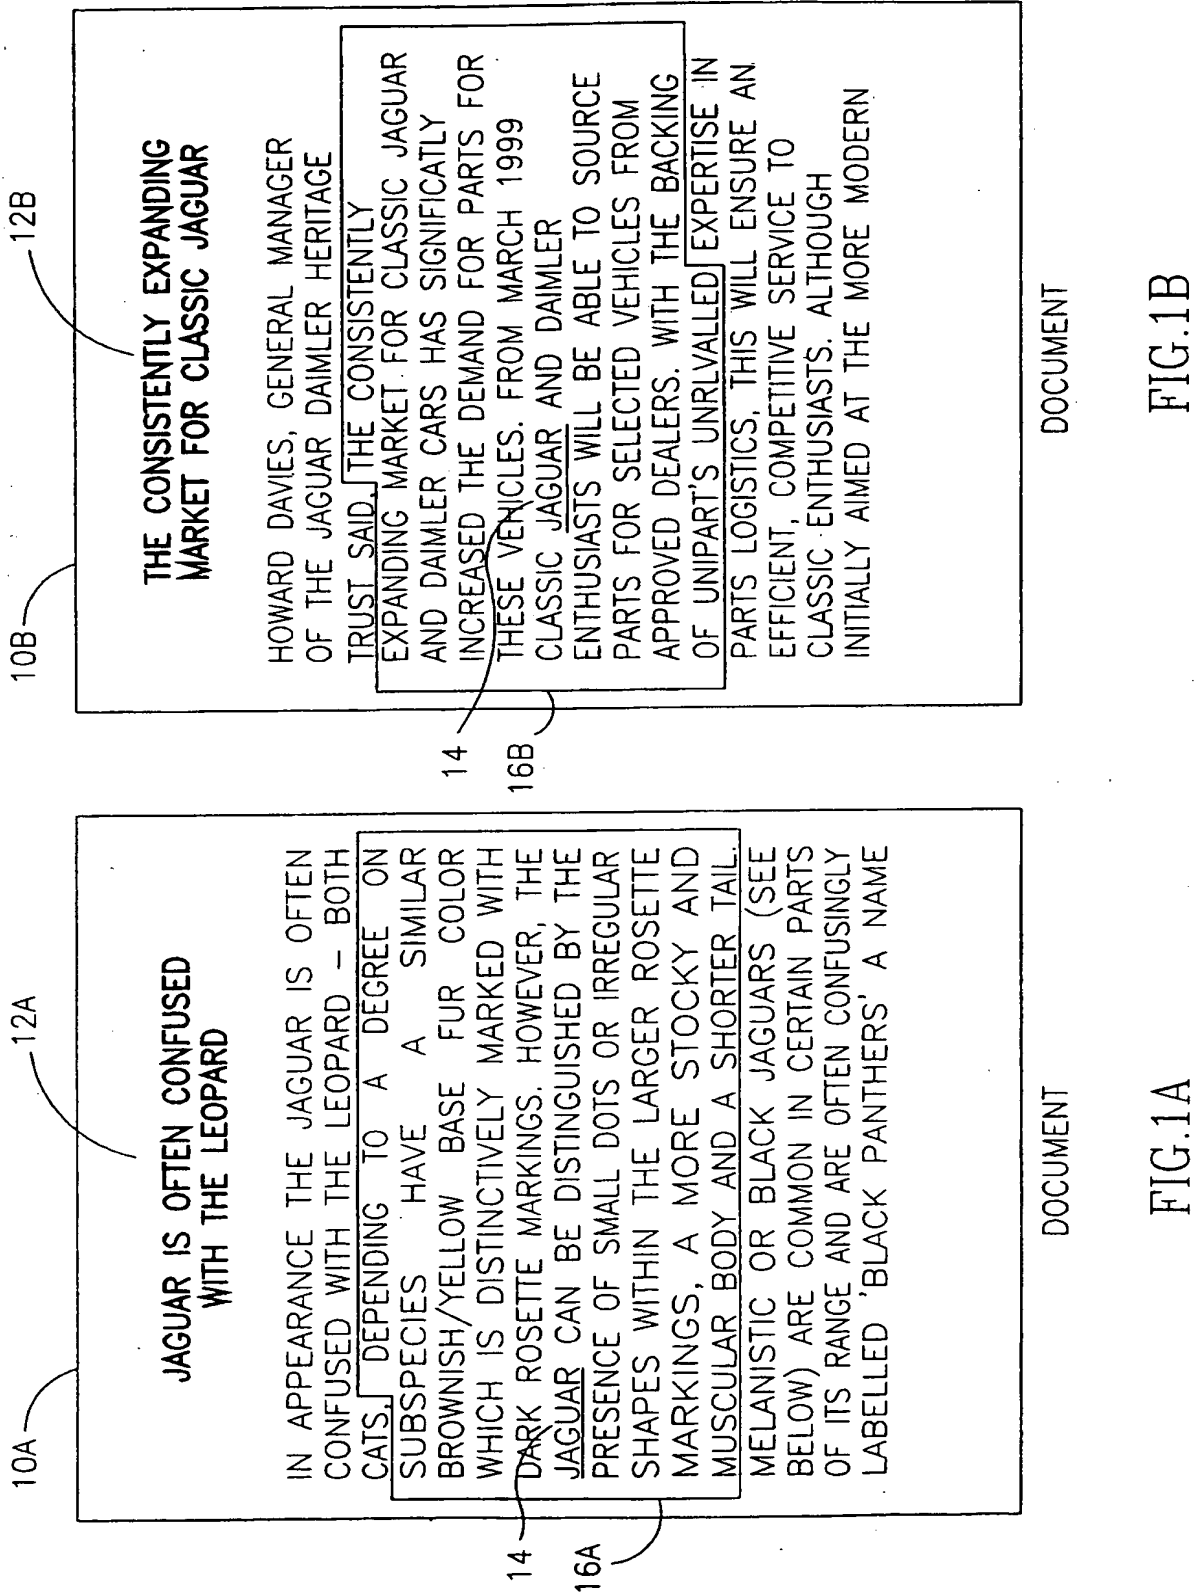 10A
12A
JAGUAR IS OFTEN CONFUSED
WITH THE LEOPARD
IN APPEARANCE THE JAGUAR IS OFTEN
CONFUSED WITH THE LEOPARD – BOTH
CATS, DEPENDING TO A DEGREE ON
SUBSPECIES HAVE A SIMILAR
BROWNISH/YELLOW BASE FUR COLOR
WHICH IS DISTINCTIVELY MARKED WITH
DARK ROSETTE MARKINGS. HOWEVER, THE
JAGUAR CAN BE DISTINGUISHED BY THE
PRESENCE OF SMALL DOTS OR IRREGULAR
SHAPES WITHIN THE LARGER ROSETTE
MARKINGS, A MORE STOCKY AND
MUSCULAR BODY AND A SHORTER TAIL.
MELANISTIC OR BLACK JAGUARS (SEE
BELOW) ARE COMMON IN CERTAIN PARTS
OF ITS RANGE AND ARE OFTEN CONFUSINGLY
LABELLED 'BLACK PANTHERS' A NAME
14
16A
DOCUMENT
FIG.1A
10B
12B
THE CONSISTENTLY EXPANDING
MARKET FOR CLASSIC JAGUAR
HOWARD DAVIES, GENERAL MANAGER
OF THE JAGUAR DAIMLER HERITAGE
TRUST SAID, THE CONSISTENTLY
EXPANDING MARKET FOR CLASSIC JAGUAR
AND DAIMLER CARS HAS SIGNIFICATLY
INCREASED THE DEMAND FOR PARTS FOR
THESE VEHICLES. FROM MARCH 1999
CLASSIC JAGUAR AND DAIMLER
ENTHUSIASTS WILL BE ABLE TO SOURCE
PARTS FOR SELECTED VEHICLES FROM
APPROVED DEALERS. WITH THE BACKING
OF UNIPART'S UNRLVALLED EXPERTISE IN
PARTS LOGISTICS, THIS WILL ENSURE AN
EFFICIENT, COMPETITIVE SERVICE TO
CLASSIC ENTHUSIASTS. ALTHOUGH
INITIALLY AIMED AT THE MORE MODERN
14
16B
DOCUMENT
FIG.1B